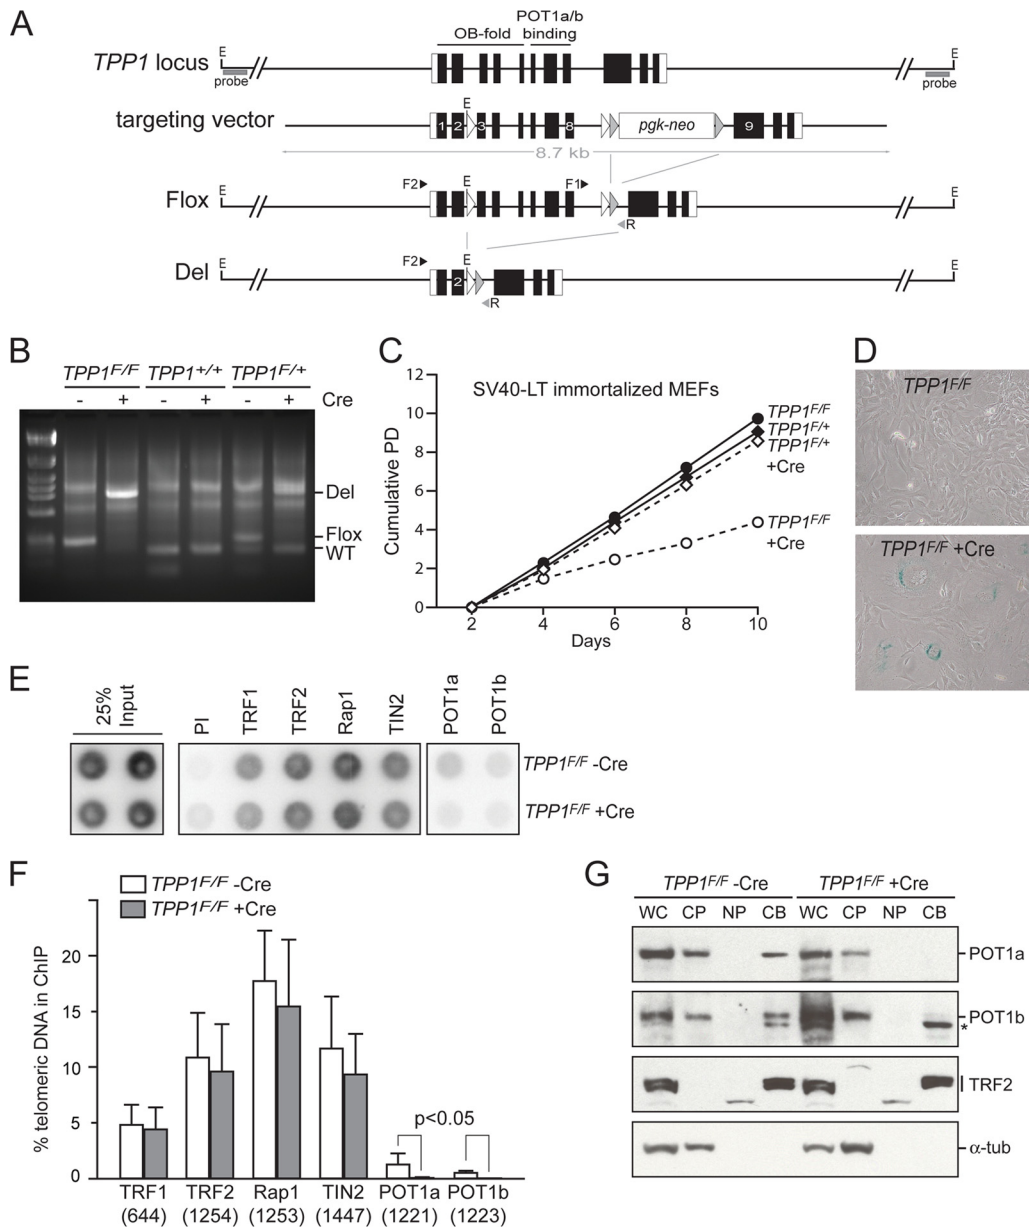 A
POT1a/b
OB-fold binding
TPP1 locus E E
probe probe
targeting vector E
1 2 3 8 pgk-neo 9
8.7 kb
Flox E F2 E F1 E
R
Del E F2 E E
2
R
B
TPP1F/F TPP1+/+ TPP1F/+
- + - + - + Cre
Del
Flox
WT
C
SV40-LT immortalized MEFs
Cumulative PD
12
10
8
6
4
2
0
2 4 6 8 10
Days
TPP1F/F
TPP1F/+
TPP1F/+
+Cre
TPP1F/F
+Cre
D
TPP1F/F
TPP1F/F +Cre
E
25%
Input
PI
TRF1
TRF2
Rap1
TIN2
POT1a
POT1b
TPP1F/F -Cre
TPP1F/F +Cre
F
TPP1F/F -Cre
TPP1F/F +Cre
% telomeric DNA in ChIP
20
15
10
5
0
p<0.05
TRF1 TRF2 Rap1 TIN2 POT1a POT1b
(644) (1254) (1253) (1447) (1221) (1223)
G
TPP1F/F -Cre TPP1F/F +Cre
WC CP NP CB WC CP NP CB
POT1a
POT1b
*
TRF2
α-tub